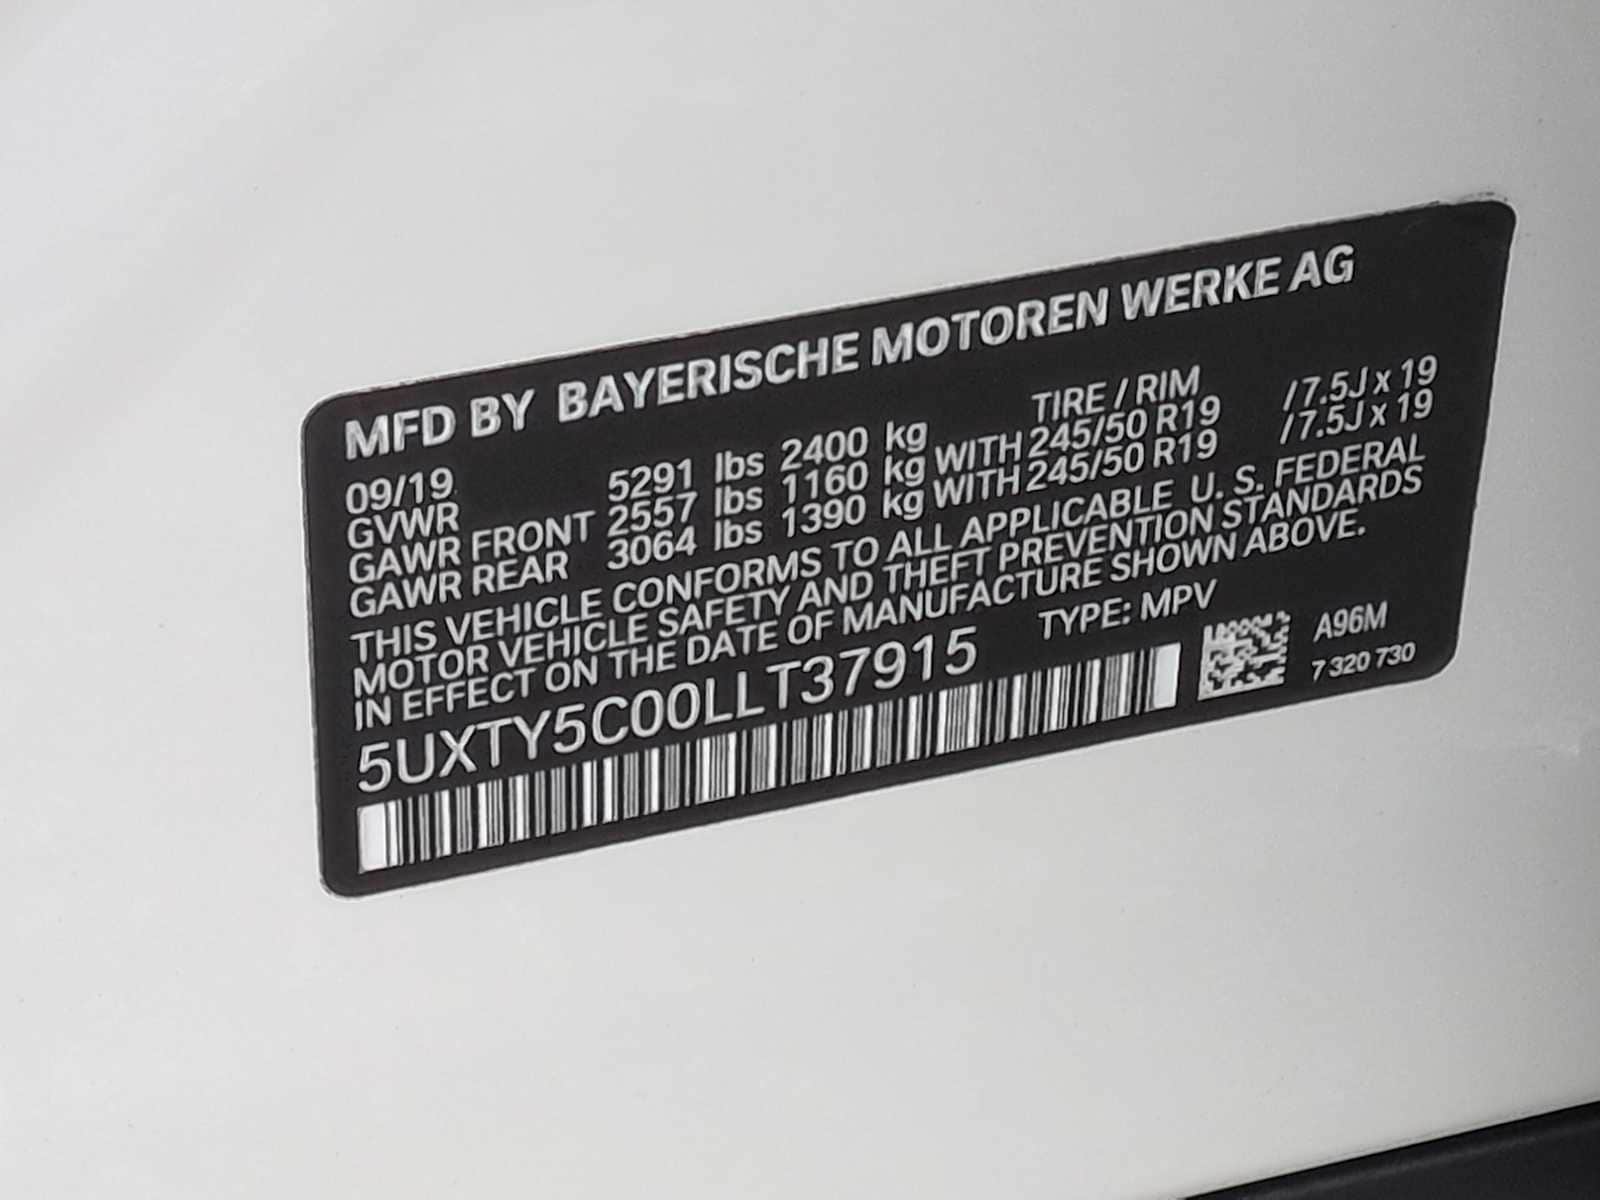 MFD BY BAYERISCHE MOTOREN WERKE AG
09/19 TIRE / RIM
GVWR 5291 lbs 2400 kg
GAWR FRONT 2557 lbs 1160 kg WITH 245/50 R19 /7.5J x 19
GAWR REAR 3064 lbs 1390 kg WITH 245/50 R19 /7.5J x 19
THIS VEHICLE CONFORMS TO ALL APPLICABLE U. S. FEDERAL
MOTOR VEHICLE SAFETY AND THEFT PREVENTION STANDARDS
IN EFFECT ON THE DATE OF MANUFACTURE SHOWN ABOVE.
5UXTY5C00LLT37915 TYPE: MPV
A96M
7 320 730